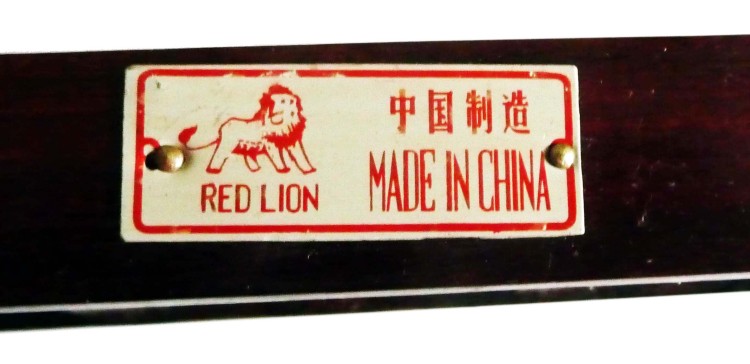 中国制造
RED LION
MADE IN CHINA